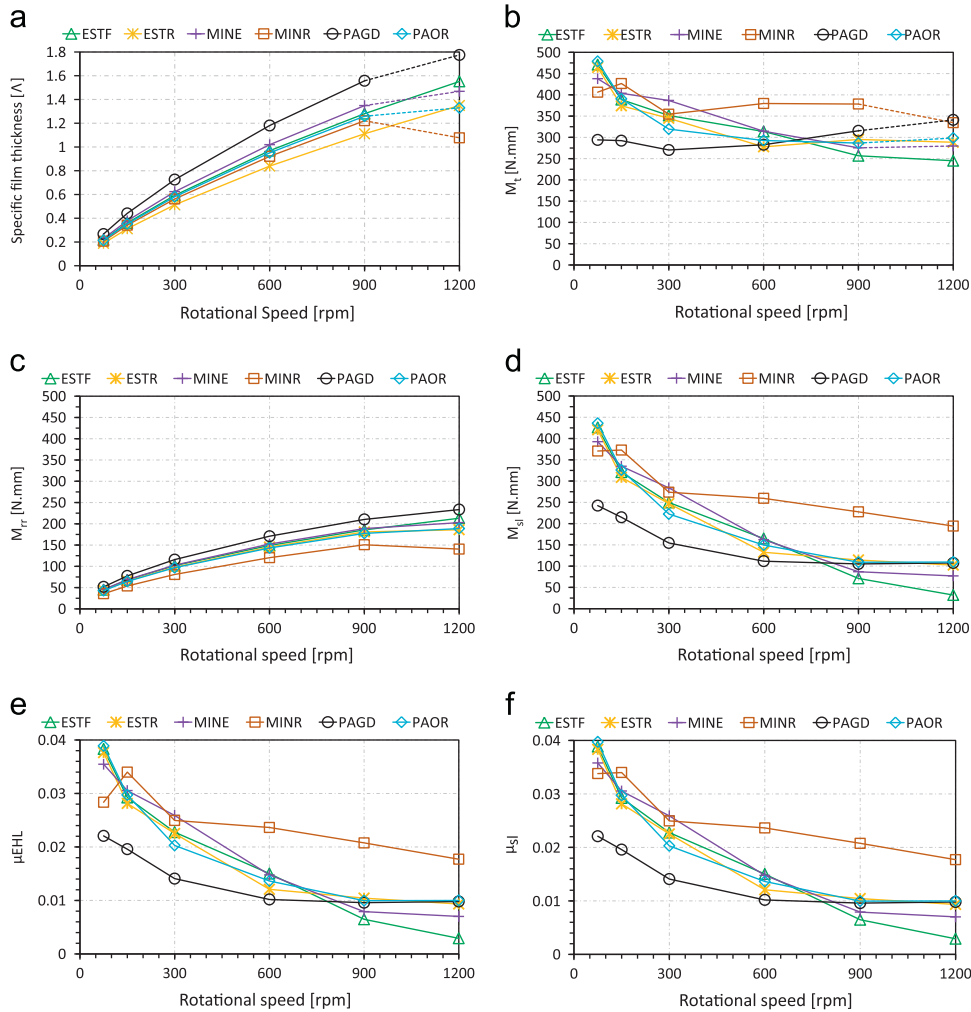 a
ESTF ESTR MINE MINR PAGD PAOR
Specific film thickness [Λ]
1.8
1.6
1.4
1.2
1
0.8
0.6
0.4
0.2
0
0 300 600 900 1200
Rotational Speed [rpm]
b
ESTF ESTR MINE MINR PAGD PAOR
Mt [N.mm]
500
450
400
350
300
250
200
150
100
50
0
0 300 600 900 1200
Rotational speed [rpm]
c
ESTF ESTR MINE MINR PAGD PAOR
Mrr [N.mm]
500
450
400
350
300
250
200
150
100
50
0
0 300 600 900 1200
Rotational speed [rpm]
d
ESTF ESTR MINE MINR PAGD PAOR
Msl [N.mm]
500
450
400
350
300
250
200
150
100
50
0
0 300 600 900 1200
Rotational speed [rpm]
e
ESTF ESTR MINE MINR PAGD PAOR
μEHL
0.04
0.03
0.02
0.01
0
0 300 600 900 1200
Rotational speed [rpm]
f
ESTF ESTR MINE MINR PAGD PAOR
μsl
0.04
0.03
0.02
0.01
0
0 300 600 900 1200
Rotational speed [rpm]